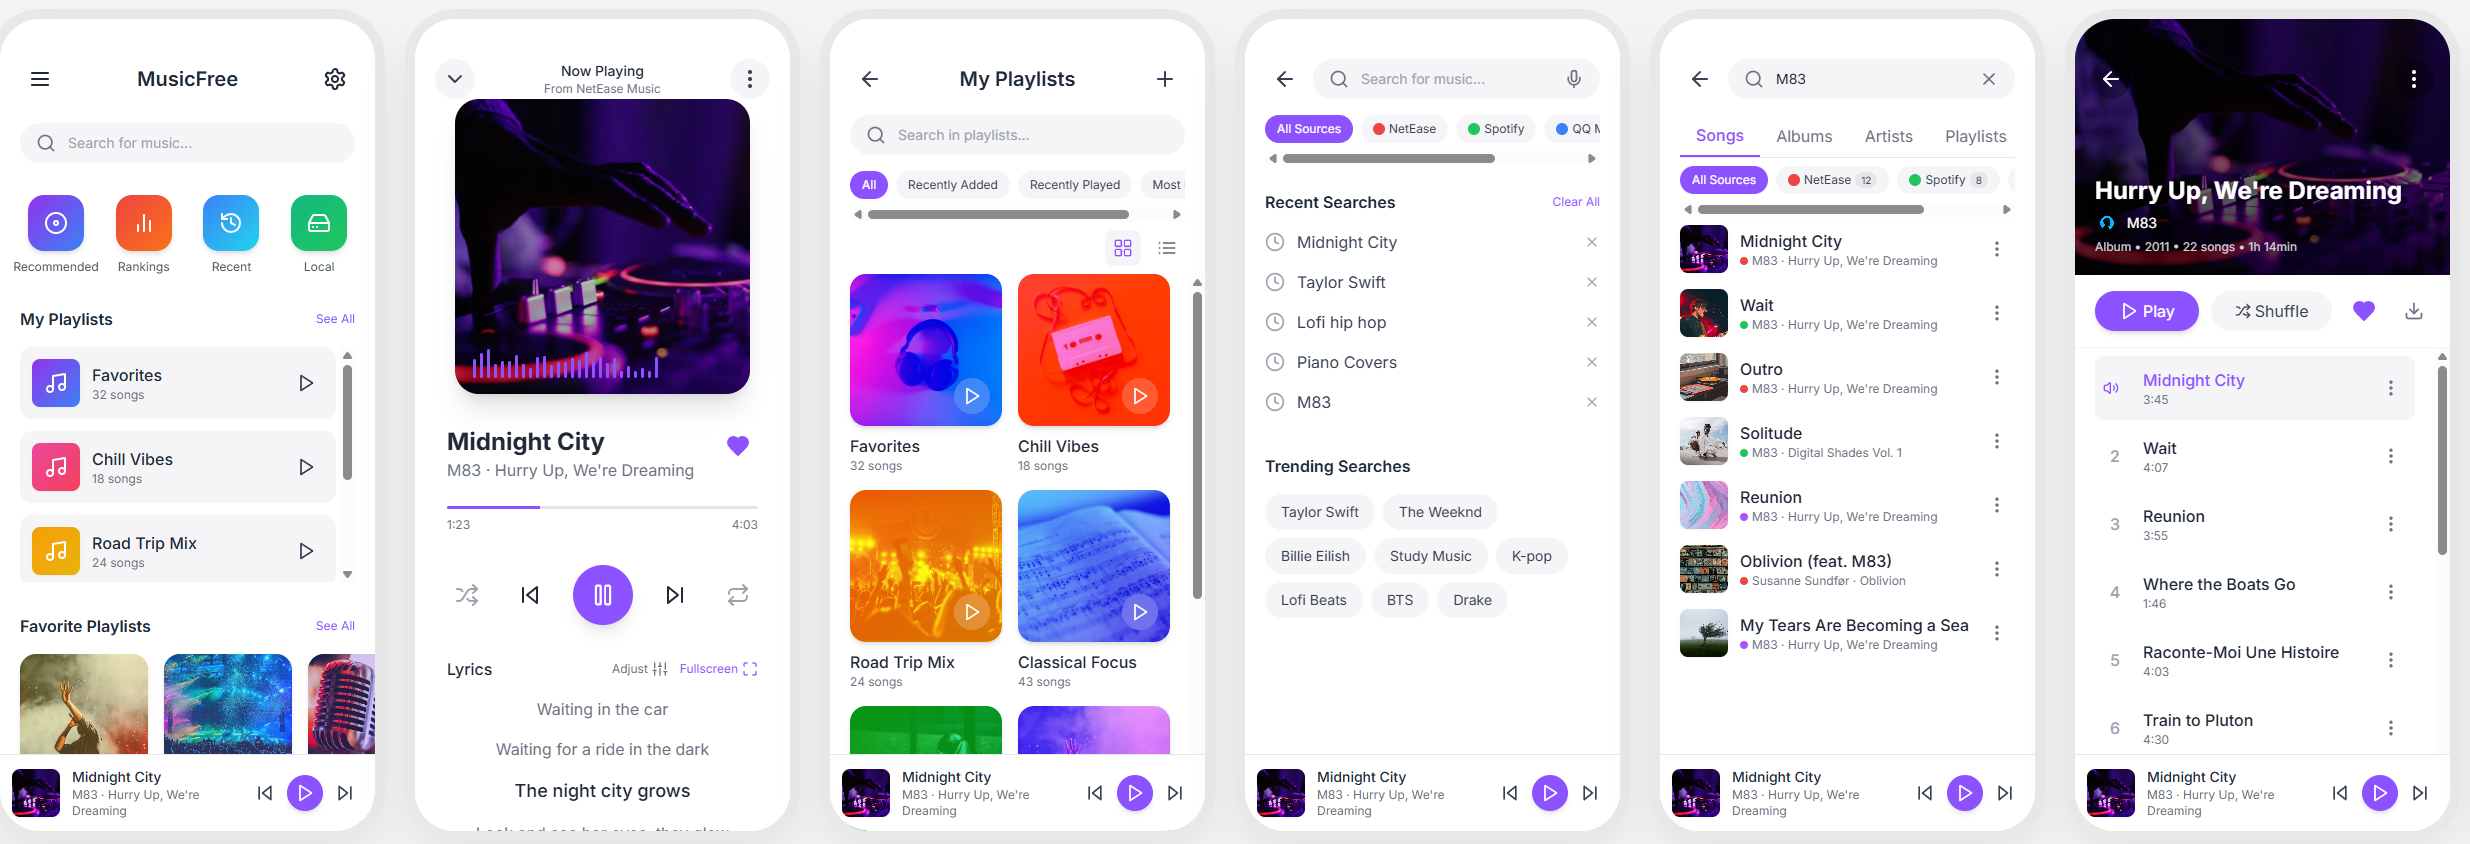 MusicFree
Search for music...
Recommended
Rankings
Recent
Local
My Playlists
See All
Favorites
32 songs
Chill Vibes
18 songs
Road Trip Mix
24 songs
Favorite Playlists
See All
Midnight City
M83 · Hurry Up, We're
Dreaming
Now Playing
From NetEase Music
Midnight City
M83 · Hurry Up, We're Dreaming
1:23
4:03
Lyrics
Adjust
Fullscreen
Waiting in the car
Waiting for a ride in the dark
The night city grows
Look and see her eyes, they glow
My Playlists
Search in playlists...
All
Recently Added
Recently Played
Most
Favorites
32 songs
Chill Vibes
18 songs
Road Trip Mix
24 songs
Classical Focus
43 songs
Midnight City
M83 · Hurry Up, We're
Dreaming
Search for music...
All Sources
NetEase
Spotify
QQ M
Recent Searches
Clear All
Midnight City
Taylor Swift
Lofi hip hop
Piano Covers
M83
Trending Searches
Taylor Swift
The Weeknd
Billie Eilish
Study Music
K-pop
Lofi Beats
BTS
Drake
Midnight City
M83 · Hurry Up, We're
Dreaming
M83
Songs
Albums
Artists
Playlists
All Sources
NetEase 12
Spotify 8
Midnight City
M83 · Hurry Up, We're Dreaming
Wait
M83 · Hurry Up, We're Dreaming
Outro
M83 · Hurry Up, We're Dreaming
Solitude
M83 · Digital Shades Vol. 1
Reunion
M83 · Hurry Up, We're Dreaming
Oblivion (feat. M83)
Susanne Sundfør · Oblivion
My Tears Are Becoming a Sea
M83 · Hurry Up, We're Dreaming
Midnight City
M83 · Hurry Up, We're
Dreaming
Hurry Up, We're Dreaming
M83
Album • 2011 • 22 songs • 1h 14min
Play
Shuffle
Midnight City
3:45
2
Wait
4:07
3
Reunion
3:55
4
Where the Boats Go
1:46
5
Raconte-Moi Une Histoire
4:03
6
Train to Pluton
4:30
Midnight City
M83 · Hurry Up, We're
Dreaming